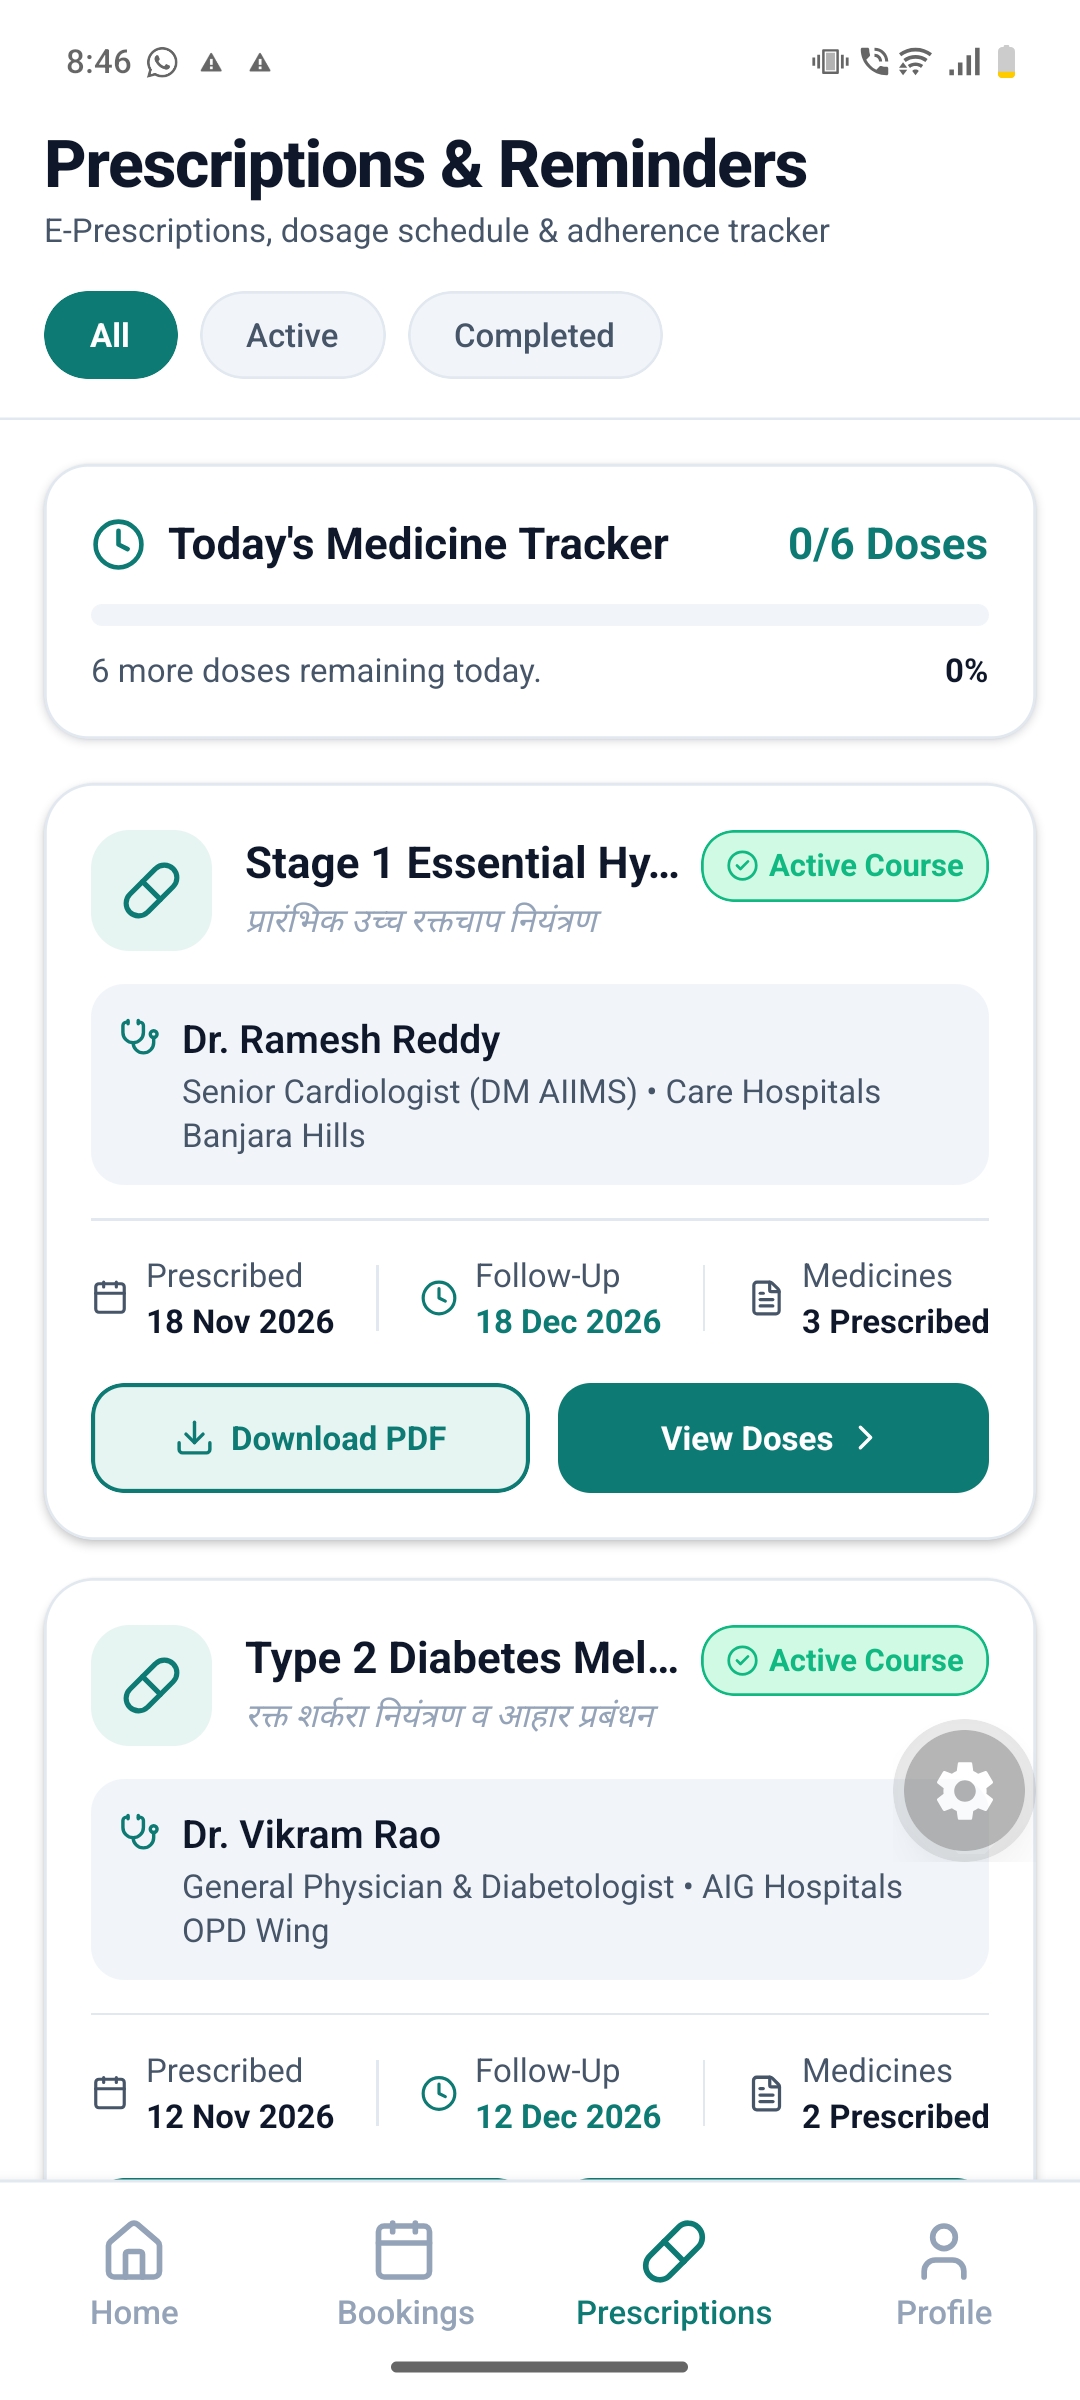 8:46
Prescriptions & Reminders
E-Prescriptions, dosage schedule & adherence tracker
All
Active
Completed
Today's Medicine Tracker
0/6 Doses
6 more doses remaining today.
0%
Stage 1 Essential Hy...
Active Course
प्रारंभिक उच्च रक्तचाप नियंत्रण
Dr. Ramesh Reddy
Senior Cardiologist (DM AIIMS) • Care Hospitals
Banjara Hills
Prescribed
18 Nov 2026
Follow-Up
18 Dec 2026
Medicines
3 Prescribed
Download PDF
View Doses
Type 2 Diabetes Mel...
Active Course
रक्त शर्करा नियंत्रण व आहार प्रबंधन
Dr. Vikram Rao
General Physician & Diabetologist • AIG Hospitals
OPD Wing
Prescribed
12 Nov 2026
Follow-Up
12 Dec 2026
Medicines
2 Prescribed
Home
Bookings
Prescriptions
Profile